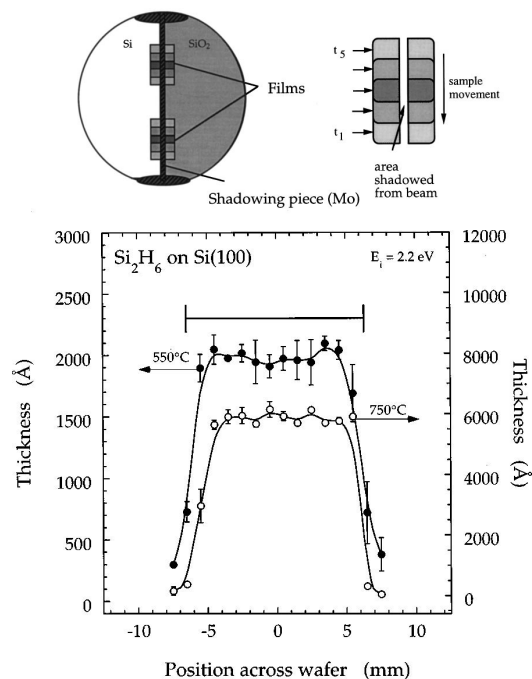 Si
SiO₂
Films
Shadowing piece (Mo)
t₅
t₁
sample
movement
area
shadowed
from beam
Si₂H₆ on Si(100)
Eᵢ = 2.2 eV
550°C
750°C
Thickness (Å)
3000
2500
2000
1500
1000
500
0
12000
10000
8000
6000
4000
2000
0
Thickness (Å)
-10
-5
0
5
10
Position across wafer (mm)